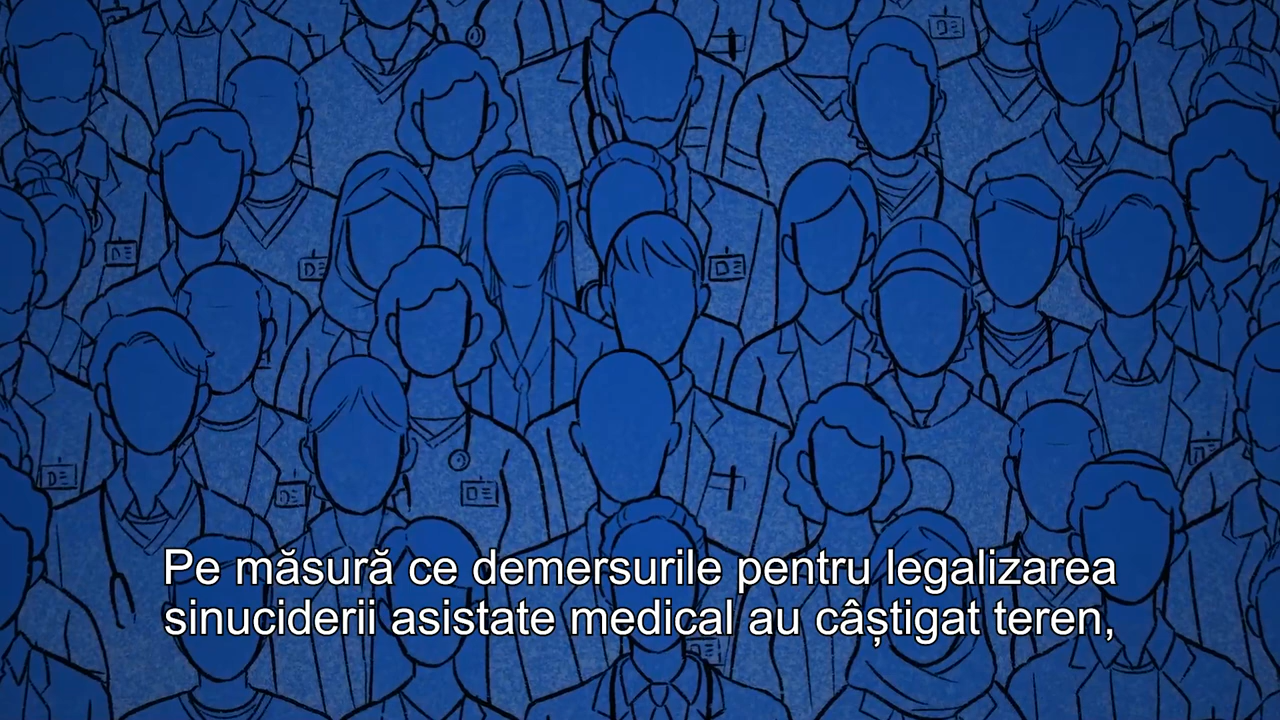 Pe măsură ce demersurile pentru legalizarea
sinuciderii asistate medical au câștigat teren,